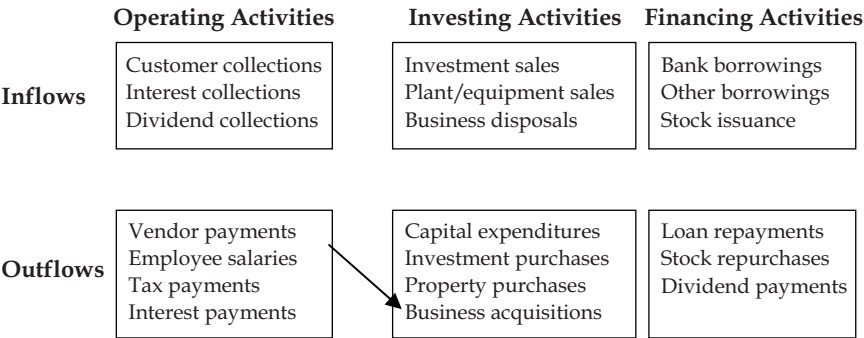 Operating Activities
Investing Activities
Financing Activities
Inflows
Customer collections
Interest collections
Dividend collections
Investment sales
Plant/equipment sales
Business disposals
Bank borrowings
Other borrowings
Stock issuance
Outflows
Vendor payments
Employee salaries
Tax payments
Interest payments
Capital expenditures
Investment purchases
Property purchases
Business acquisitions
Loan repayments
Stock repurchases
Dividend payments